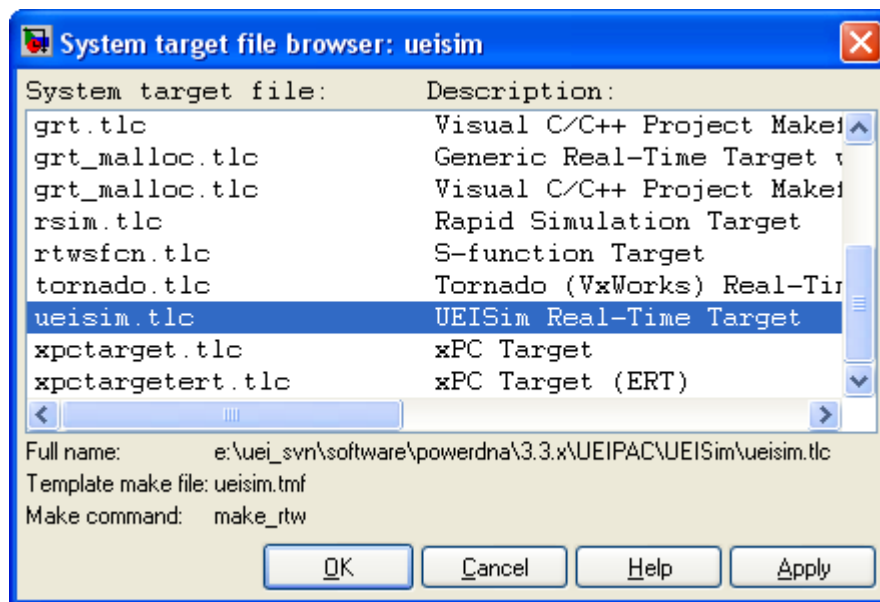 System target file browser: ueisim
System target file: Description:
grt.tlc Visual C/C++ Project Makef
grt_malloc.tlc Generic Real-Time Target
grt_malloc.tlc Visual C/C++ Project Makef
rsim.tlc Rapid Simulation Target
rtwsfcn.tlc S-function Target
tornado.tlc Tornado (VxWorks) Real-Tim
ueisim.tlc UEISim Real-Time Target
xpctarget.tlc xPC Target
xpctargetert.tlc xPC Target (ERT)
Full name: e:\uei_svn\software\powerdna\3.3.x\UEIPAC\UEISim\ueisim.tlc
Template make file: ueisim.tmf
Make command: make_rtw
OK Cancel Help Apply